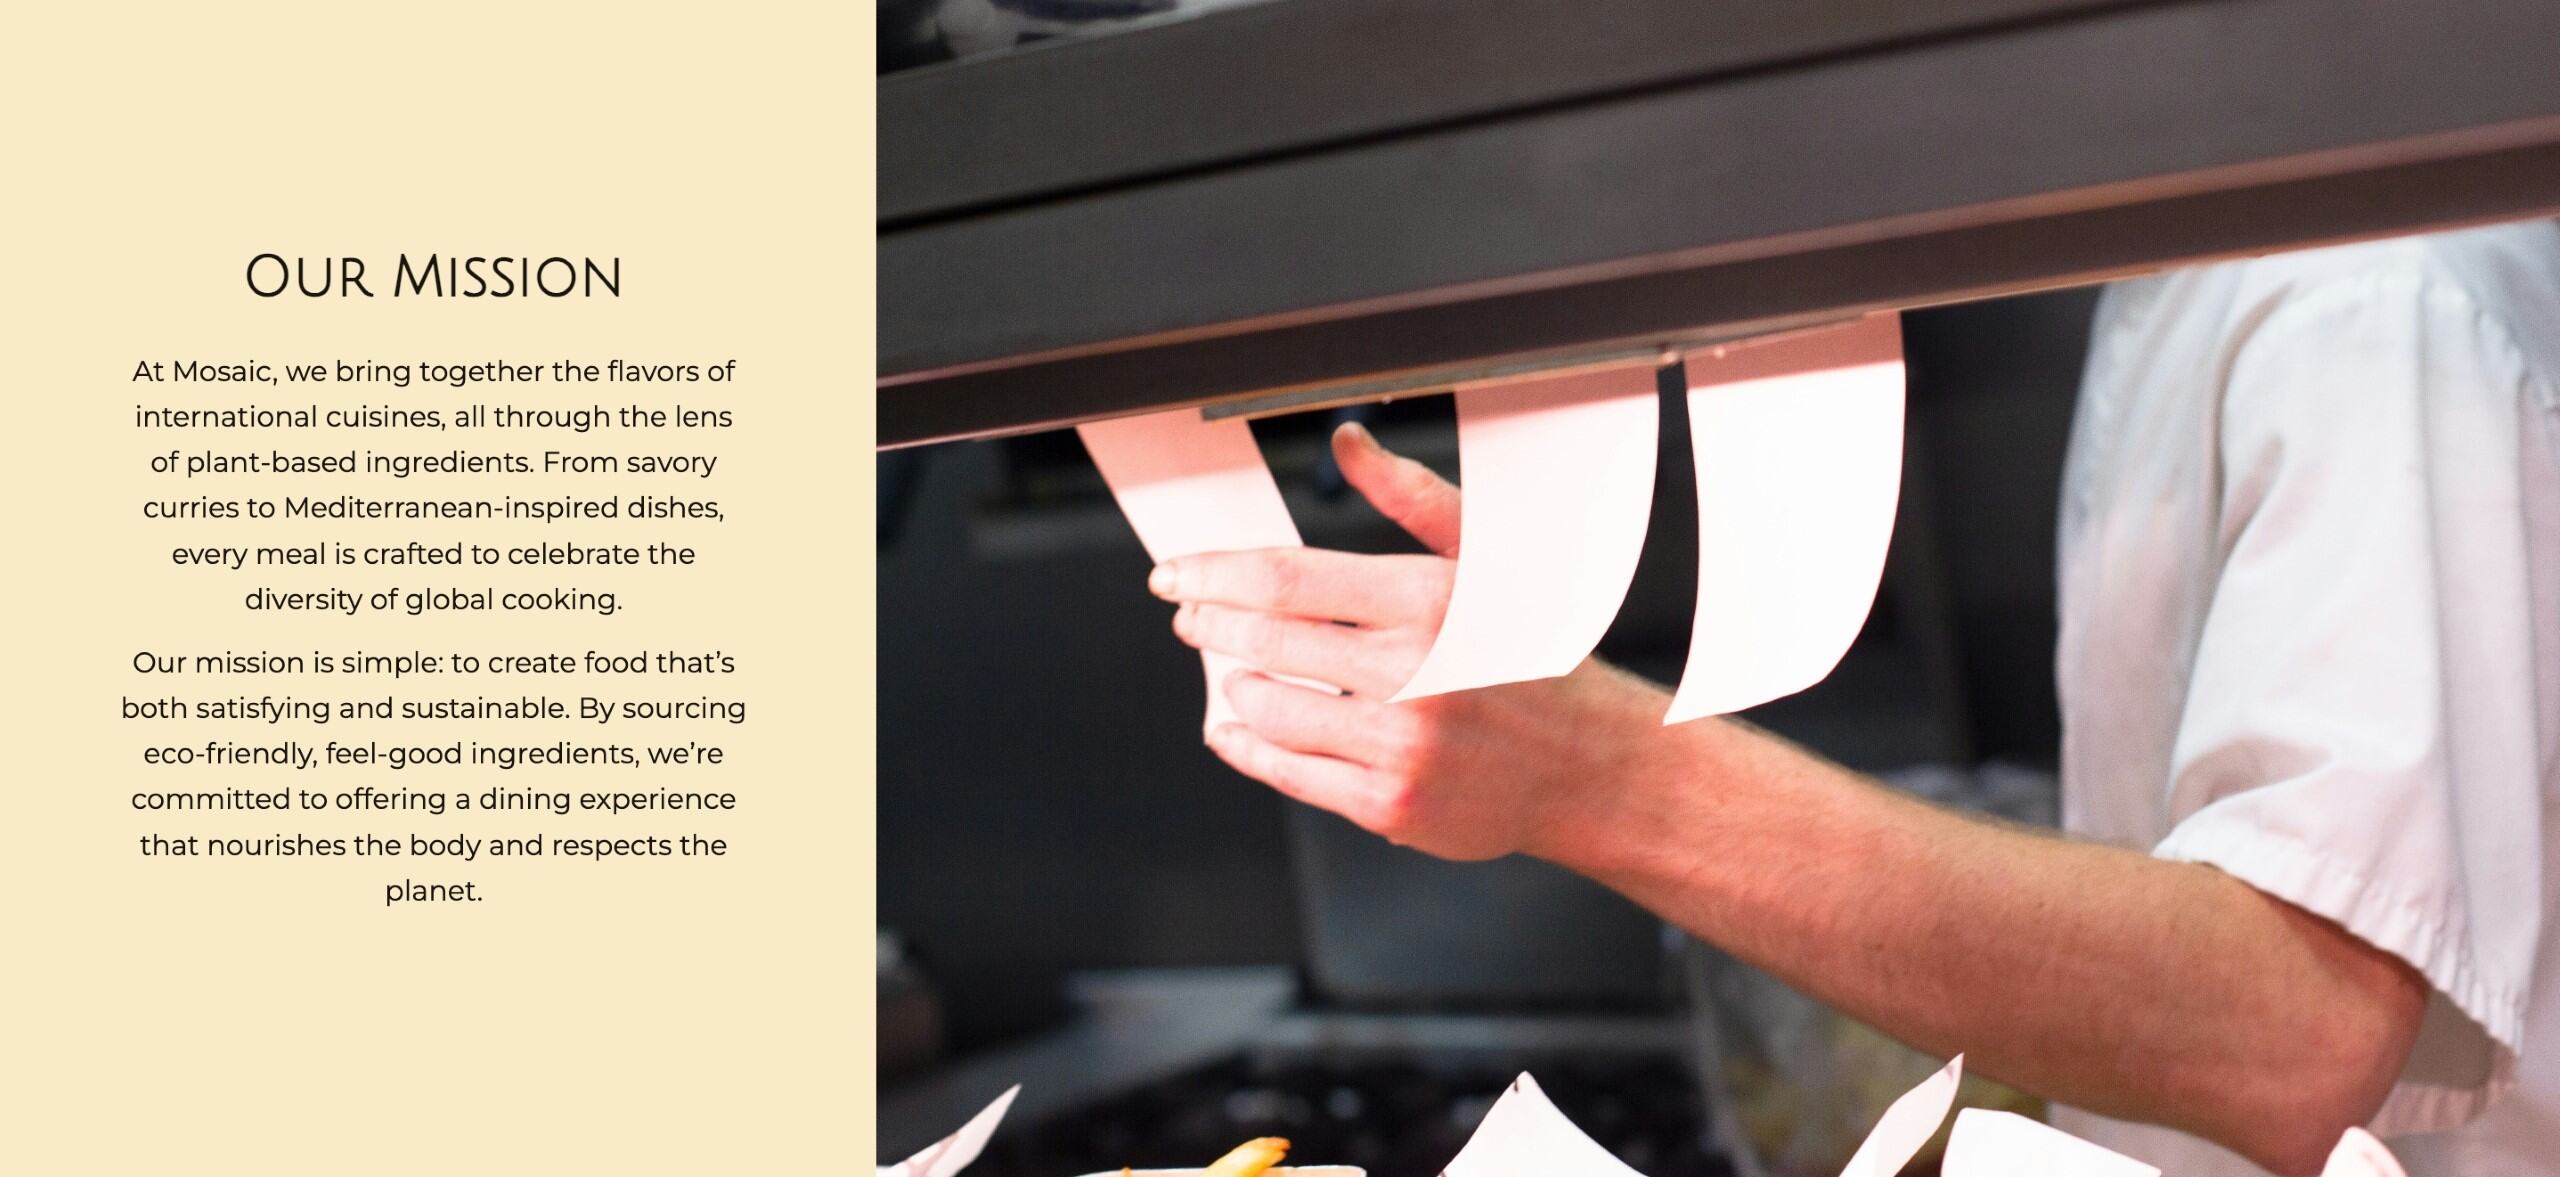 Our Mission
At Mosaic, we bring together the flavors of
international cuisines, all through the lens
of plant-based ingredients. From savory
curries to Mediterranean-inspired dishes,
every meal is crafted to celebrate the
diversity of global cooking.
Our mission is simple: to create food that’s
both satisfying and sustainable. By sourcing
eco-friendly, feel-good ingredients, we’re
committed to offering a dining experience
that nourishes the body and respects the
planet.